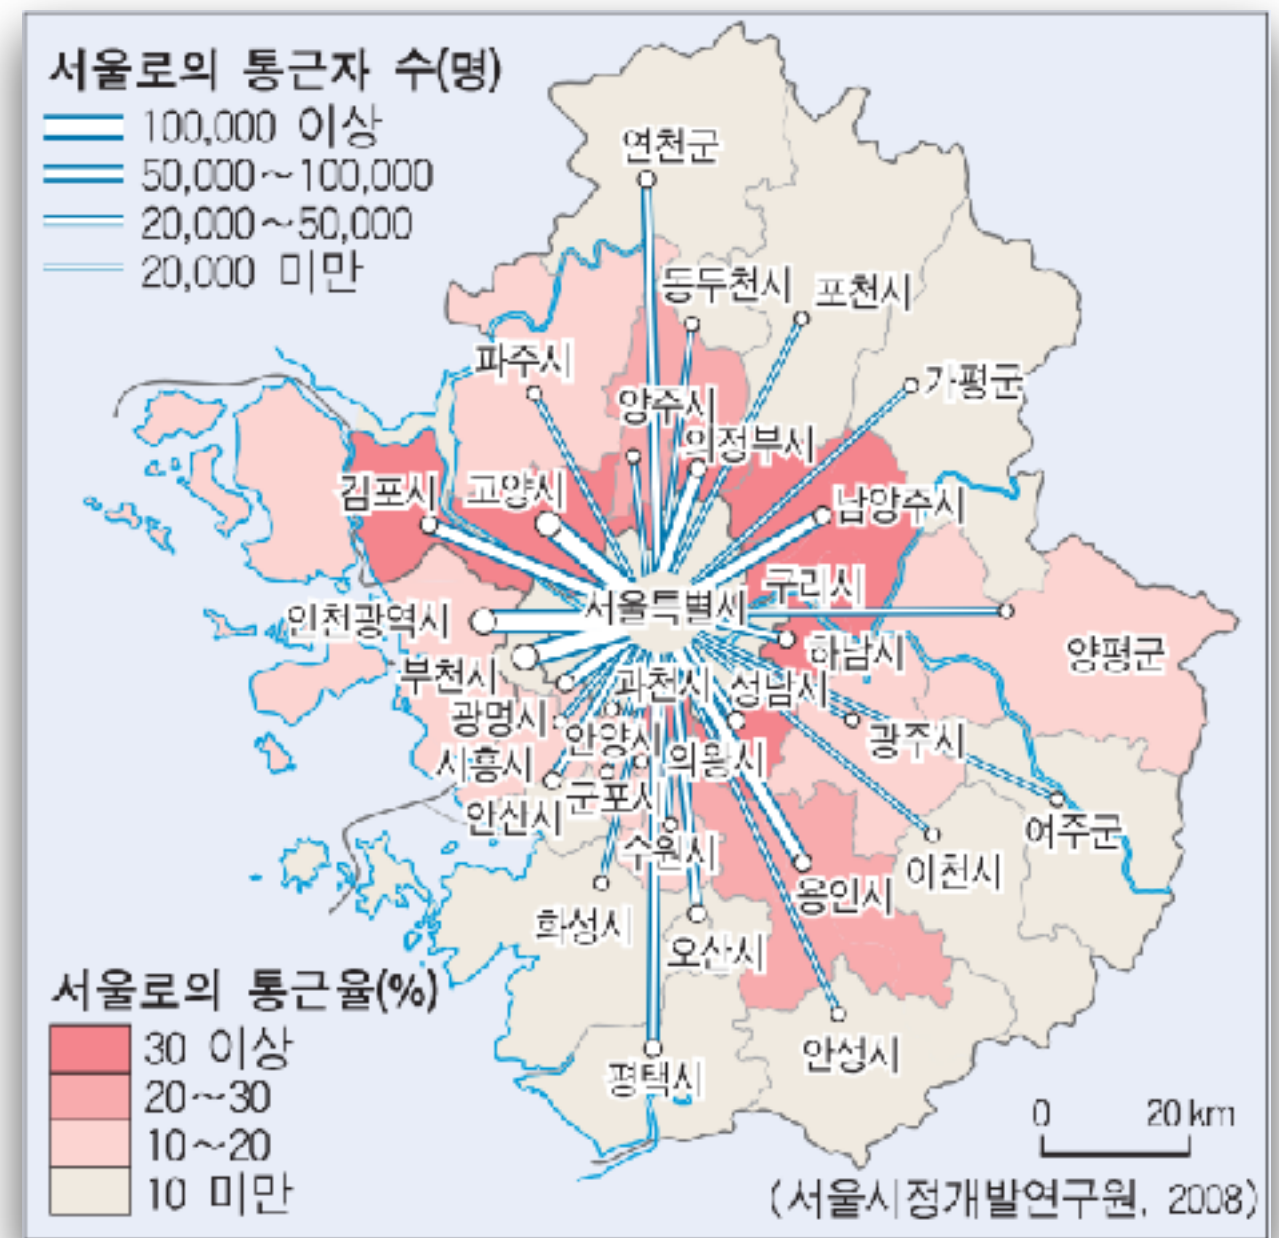 서울로의 통근자 수(명)
100,000 이상
50,000~100,000
20,000~50,000
20,000 미만
연천군
동두천시
포천시
파주시
가평군
양주시
의정부시
김포시
고양시
남양주시
구리시
서울특별시
인천광역시
하남시
양평군
부천시
과천시
성남시
광명시
안양시
광주시
시흥시
의왕시
안산시
군포시
여주군
수원시
이천시
용인시
화성시
오산시
안성시
평택시
서울로의 통근율(%)
30 이상
20~30
10~20
10 미만
0 20 km
(서울시정개발연구원, 2008)